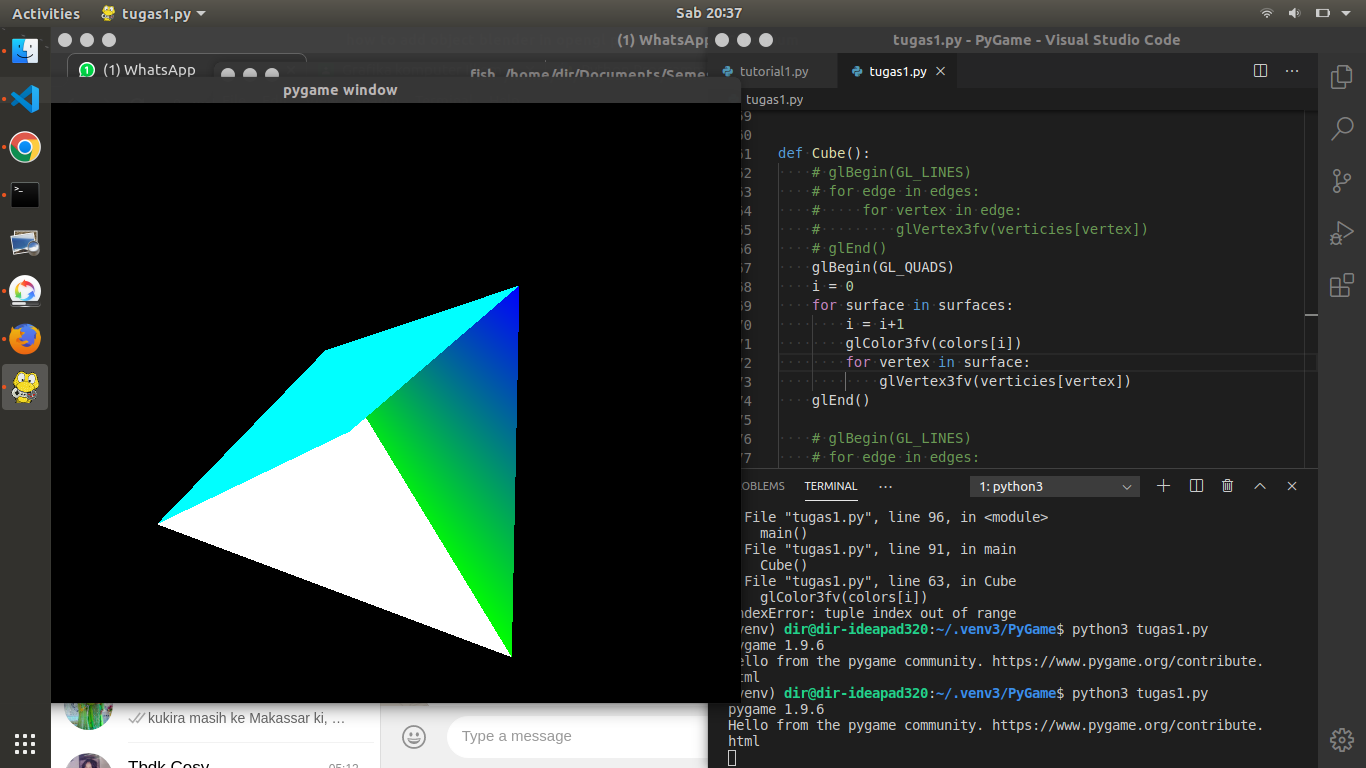 Activities
tugas1.py
Sab 20:37
(1) WhatsApp
tugas1.py - PyGame - Visual Studio Code
(1) WhatsApp
fish /home/dir/Documents/Seme
pygame window
tutorial1.py
tugas1.py
tugas1.py
59
60
61 def Cube():
62 # glBegin(GL_LINES)
63 # for edge in edges:
64 #     for vertex in edge:
65 #         glVertex3fv(verticies[vertex])
66 # glEnd()
67 glBegin(GL_QUADS)
68 i = 0
69 for surface in surfaces:
70 i = i+1
71 glColor3fv(colors[i])
72 for vertex in surface:
73 glVertex3fv(verticies[vertex])
74 glEnd()
75
76 # glBegin(GL_LINES)
77 # for edge in edges:
OBLEMS TERMINAL ··· 1: python3
File "tugas1.py", line 96, in <module>
main()
File "tugas1.py", line 91, in main
Cube()
File "tugas1.py", line 63, in Cube
glColor3fv(colors[i])
ndexError: tuple index out of range
venv) dir@dir-ideapad320:~/.venv3/PyGame$ python3 tugas1.py
ygame 1.9.6
ello from the pygame community. https://www.pygame.org/contribute.
tml
venv) dir@dir-ideapad320:~/.venv3/PyGame$ python3 tugas1.py
pygame 1.9.6
Hello from the pygame community. https://www.pygame.org/contribute.
html
kukira masih ke Makassar ki, …
Type a message